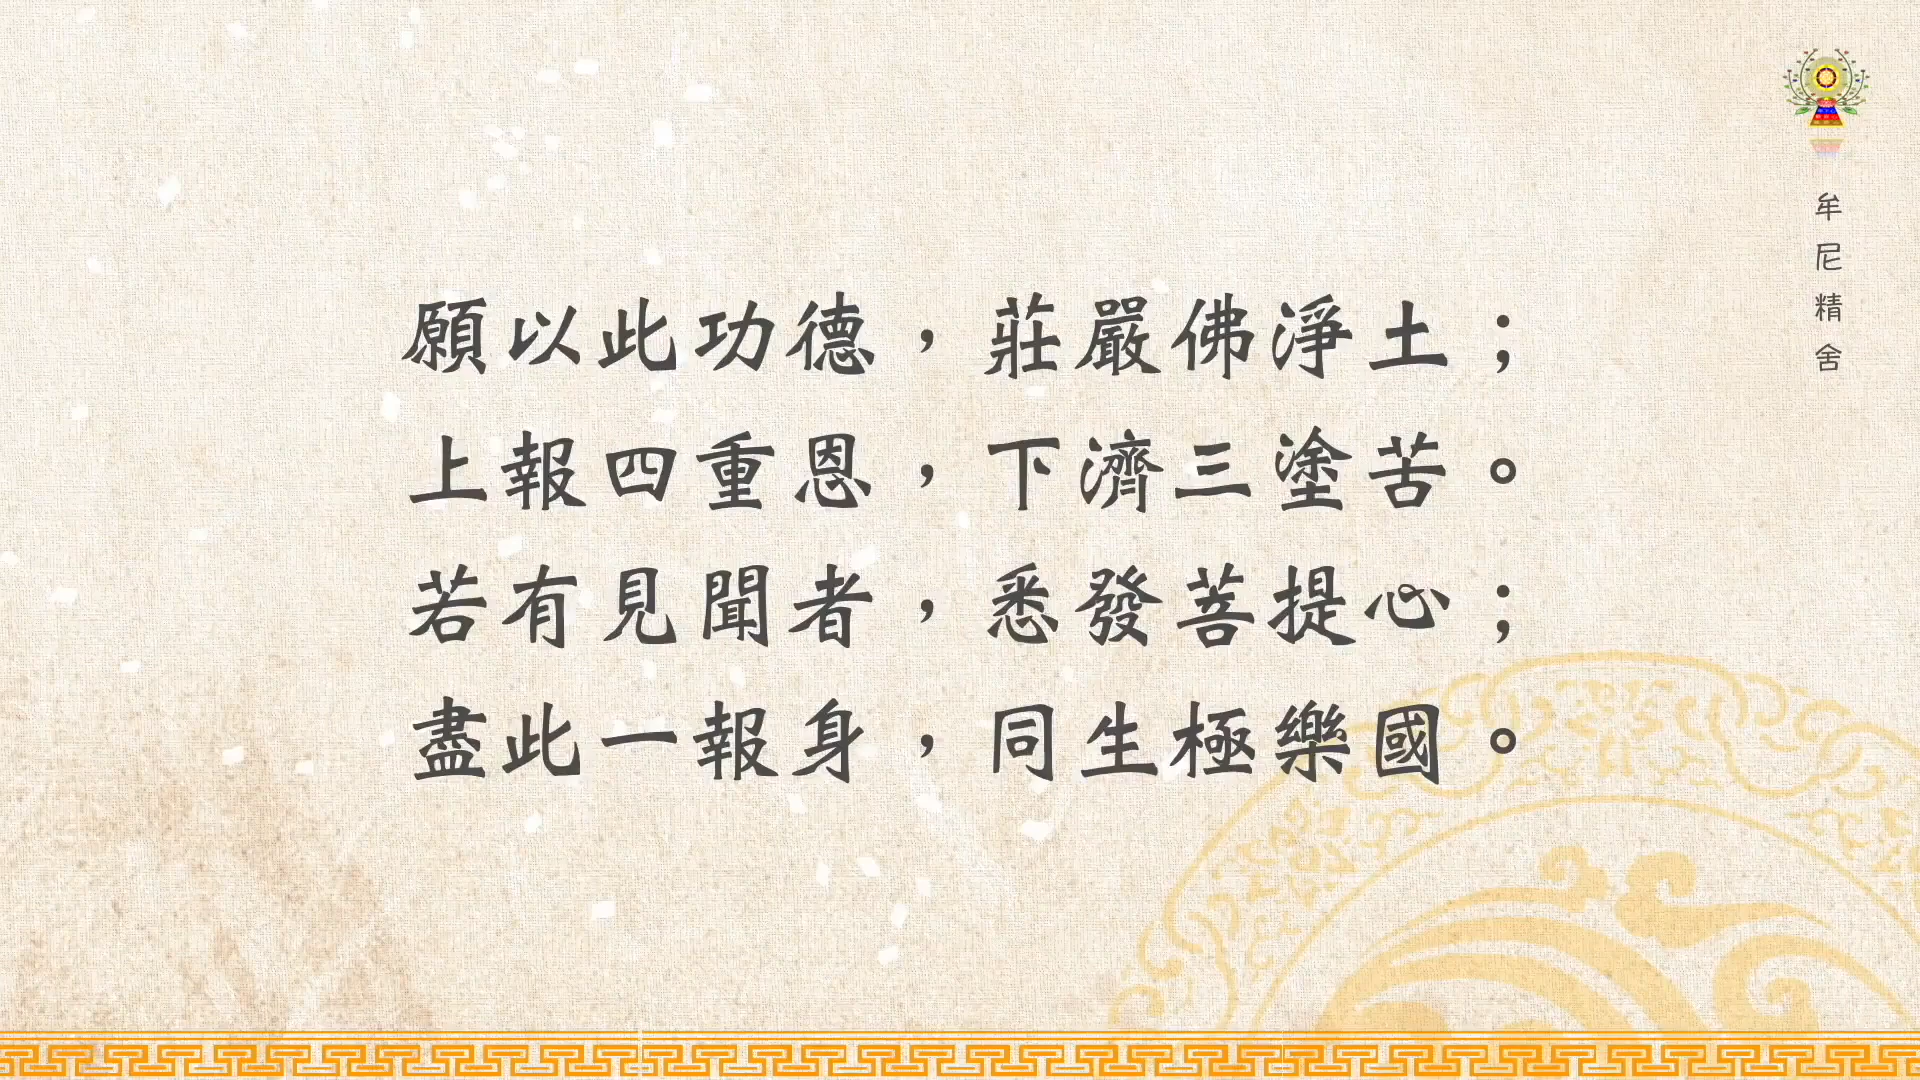 願以此功德，莊嚴佛淨土；
上報四重恩，下濟三塗苦。
若有見聞者，悉發菩提心；
盡此一報身，同生極樂國。
牟尼精舍